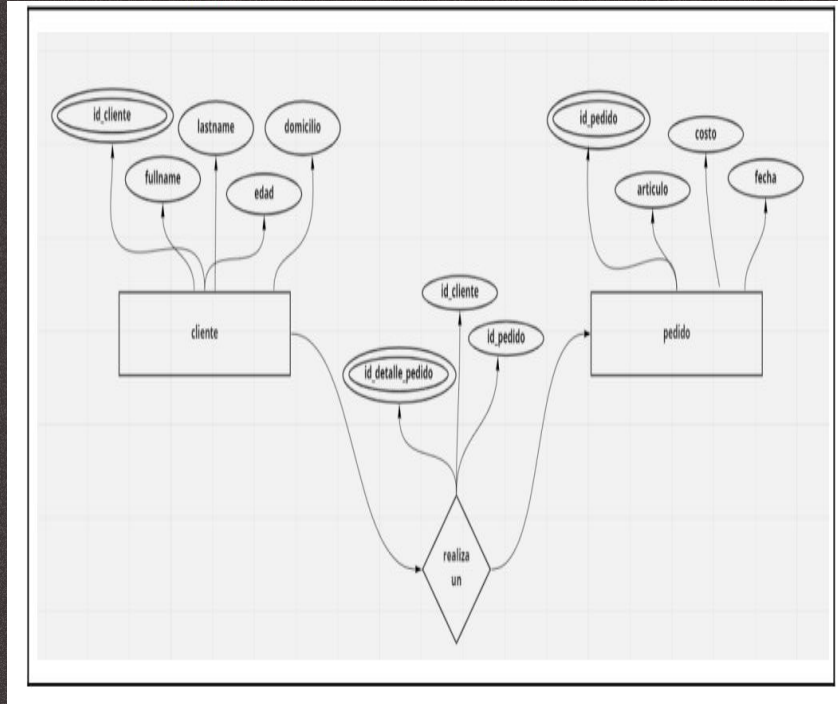 id_cliente
lastname
domicilio
fullname
edad
cliente
id_pedido
costo
articulo
fecha
pedido
id_cliente
id_pedido
id_detalle_pedido
realiza
un